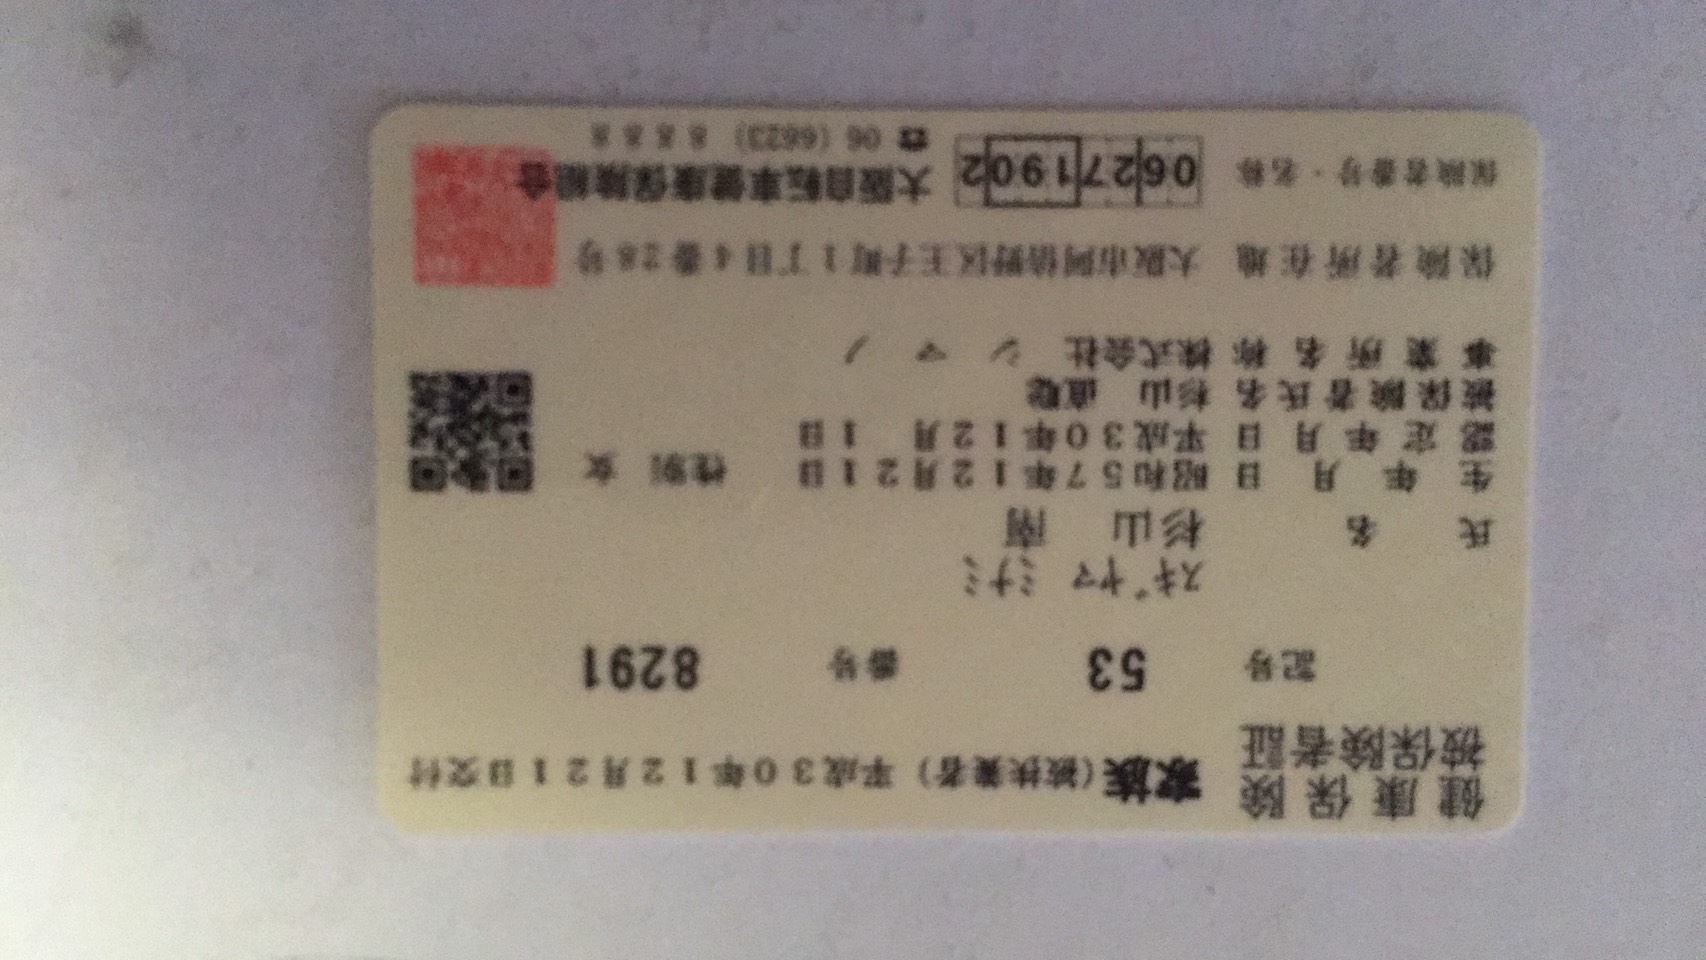 健康保険 家族(被扶養者) 平成30年12月21日交付
被保険者証
記号 53 番号 8291
スギヤマ ミナミ
氏名 杉山 南
生年月日 昭和57年12月21日 性別 女
認定年月日 平成30年12月 1日
被保険者氏名 杉山 直聡
事業所名称 株式会社 シマノ
保険者所在地 大阪市阿倍野区王子町1丁目4番28号
保険者番号・名称 06271902 大阪自転車健康保険組合
☎ 06 (6623) 8888